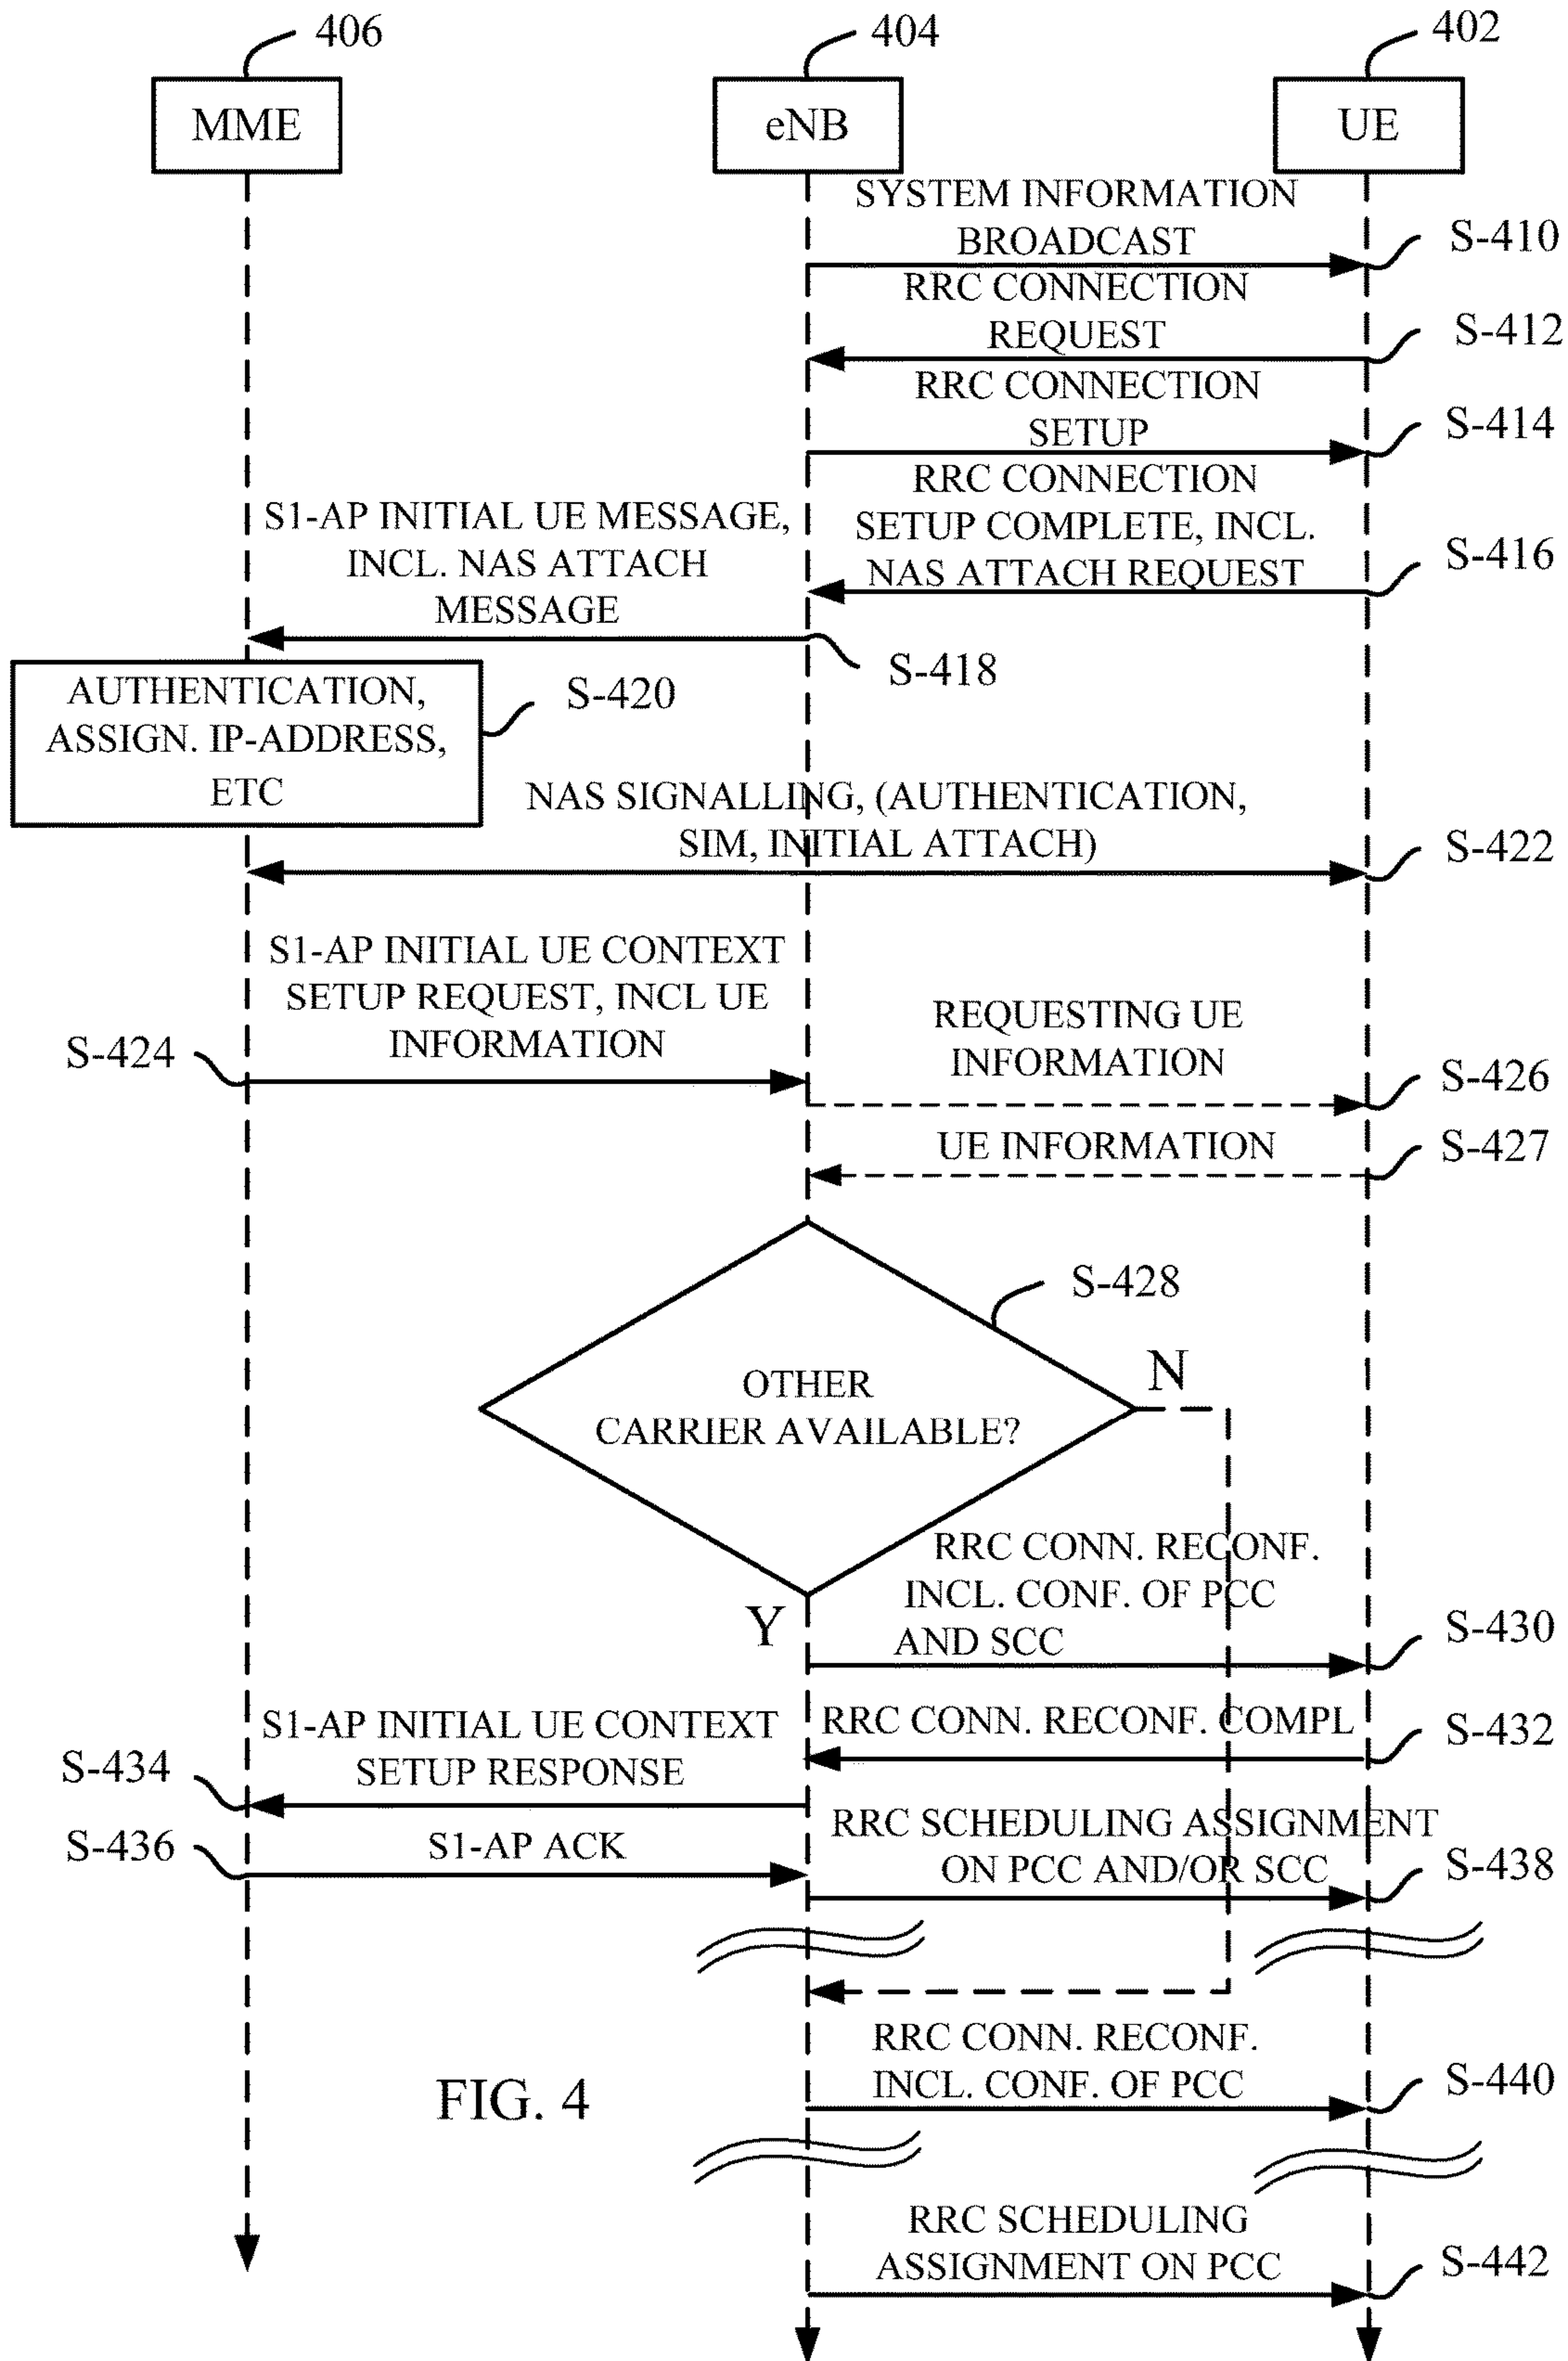 406
404
402
MME
eNB
UE
SYSTEM INFORMATION
BROADCAST
S-410
RRC CONNECTION
REQUEST
S-412
RRC CONNECTION
SETUP
S-414
RRC CONNECTION
SETUP COMPLETE, INCL.
NAS ATTACH REQUEST
S-416
S1-AP INITIAL UE MESSAGE,
INCL. NAS ATTACH
MESSAGE
S-418
AUTHENTICATION,
ASSIGN. IP-ADDRESS,
ETC
S-420
NAS SIGNALLING, (AUTHENTICATION,
SIM, INITIAL ATTACH)
S-422
S1-AP INITIAL UE CONTEXT
SETUP REQUEST, INCL UE
INFORMATION
S-424
REQUESTING UE
INFORMATION
S-426
UE INFORMATION
S-427
S-428
OTHER
CARRIER AVAILABLE?
N
Y
RRC CONN. RECONF.
INCL. CONF. OF PCC
AND SCC
S-430
RRC CONN. RECONF. COMPL
S-432
S1-AP INITIAL UE CONTEXT
SETUP RESPONSE
S-434
S1-AP ACK
S-436
RRC SCHEDULING ASSIGNMENT
ON PCC AND/OR SCC
S-438
RRC CONN. RECONF.
INCL. CONF. OF PCC
S-440
FIG. 4
RRC SCHEDULING
ASSIGNMENT ON PCC
S-442